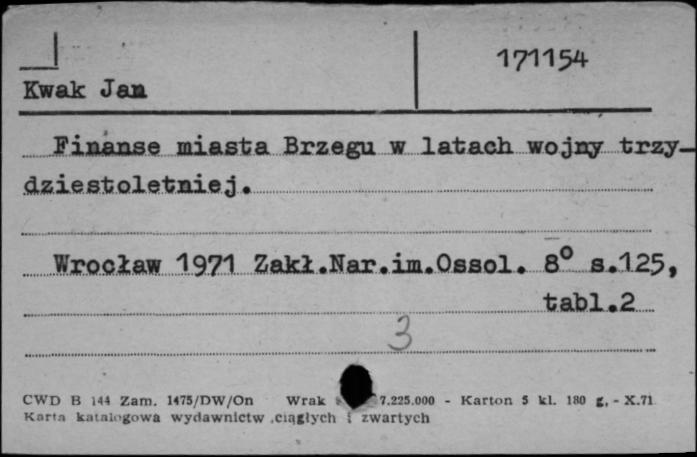 171154
Kwak Jan
Finanse miasta Brzegu w latach wojny trzy-
dziestoletniej.
Wrocław 1971 Zakł.Nar.im.Ossol. 8° s.125,
tabl.2
3
CWD B 144 Zam. 1475/DW/On Wrak 7.225.000 - Karton 5 kl. 180 g. - X.71
Karta katalogowa wydawnictw ciągłych i zwartych